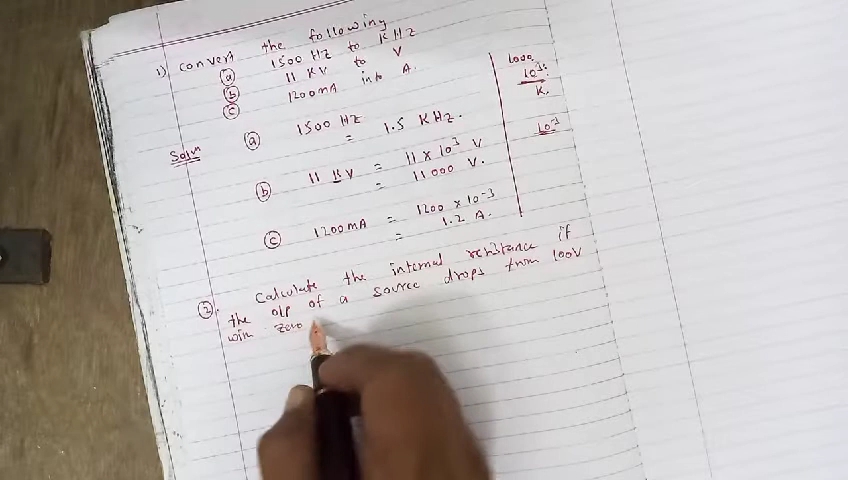 1) convert the following
(a) 1500 HZ to KHZ
(b) 11 KV to V
(c) 1200mA into A.
Soln
(a) 1500 HZ
= 1.5 KHZ.
(b) 11 KV = 11 x 10³ V
= 11000 V.
(c) 1200mA = 1200 x 10-3
= 1.2 A.
1000
K.
10-3
(2). Calculate the internal resistance if
the o/p of a source drops from 100V
with zero